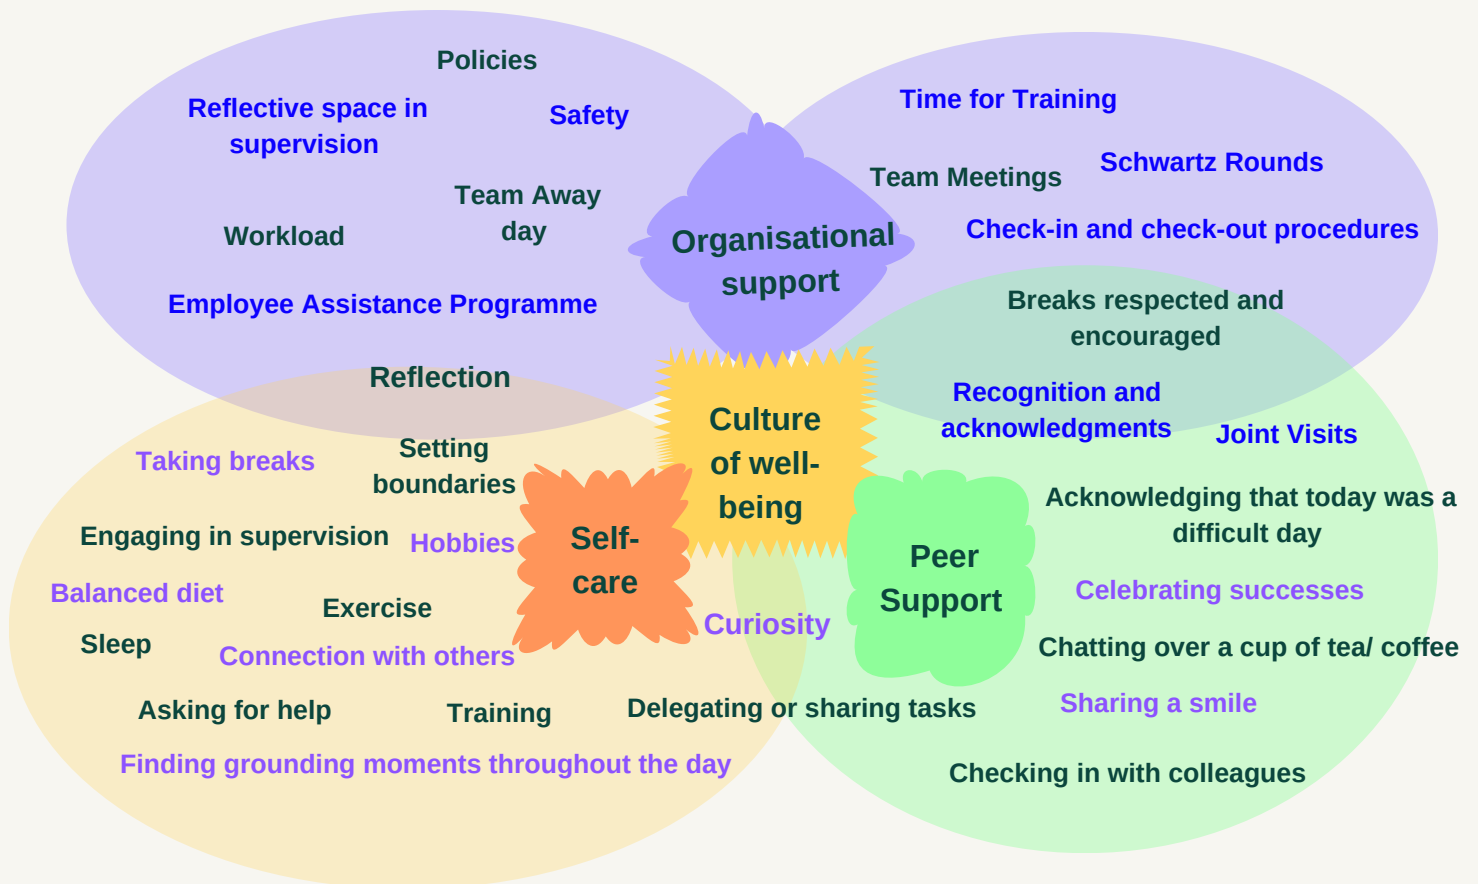 Policies
Reflective space in
supervision
Safety
Team Away
day
Workload
Employee Assistance Programme
Reflection
Organisational
support
Time for Training
Schwartz Rounds
Team Meetings
Check-in and check-out procedures
Breaks respected and
encouraged
Recognition and
acknowledgments
Joint Visits
Culture
of well-
being
Taking breaks
Setting
boundaries
Engaging in supervision
Hobbies
Self-
care
Balanced diet
Exercise
Sleep
Connection with others
Asking for help
Training
Finding grounding moments throughout the day
Curiosity
Delegating or sharing tasks
Peer
Support
Acknowledging that today was a
difficult day
Celebrating successes
Chatting over a cup of tea/ coffee
Sharing a smile
Checking in with colleagues